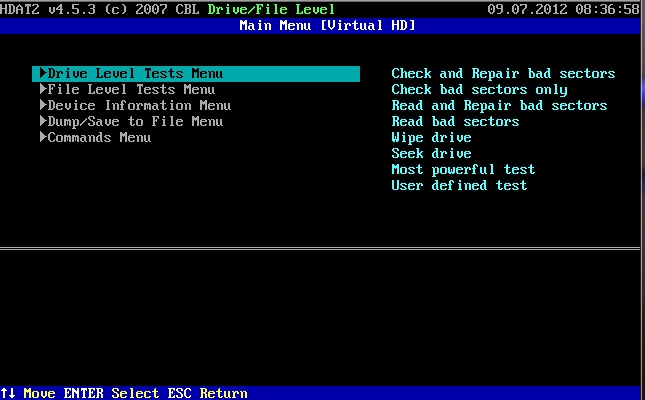 HDAT2 v4.5.3 (c) 2007 CBL Drive/File Level 09.07.2012 08:36:58
Main Menu [Virtual HD]
►Drive Level Tests Menu Check and Repair bad sectors
►File Level Tests Menu Check bad sectors only
►Device Information Menu Read and Repair bad sectors
►Dump/Save to File Menu Read bad sectors
►Commands Menu Wipe drive
Seek drive
Most powerful test
User defined test
↑↓ Move ENTER Select ESC Return